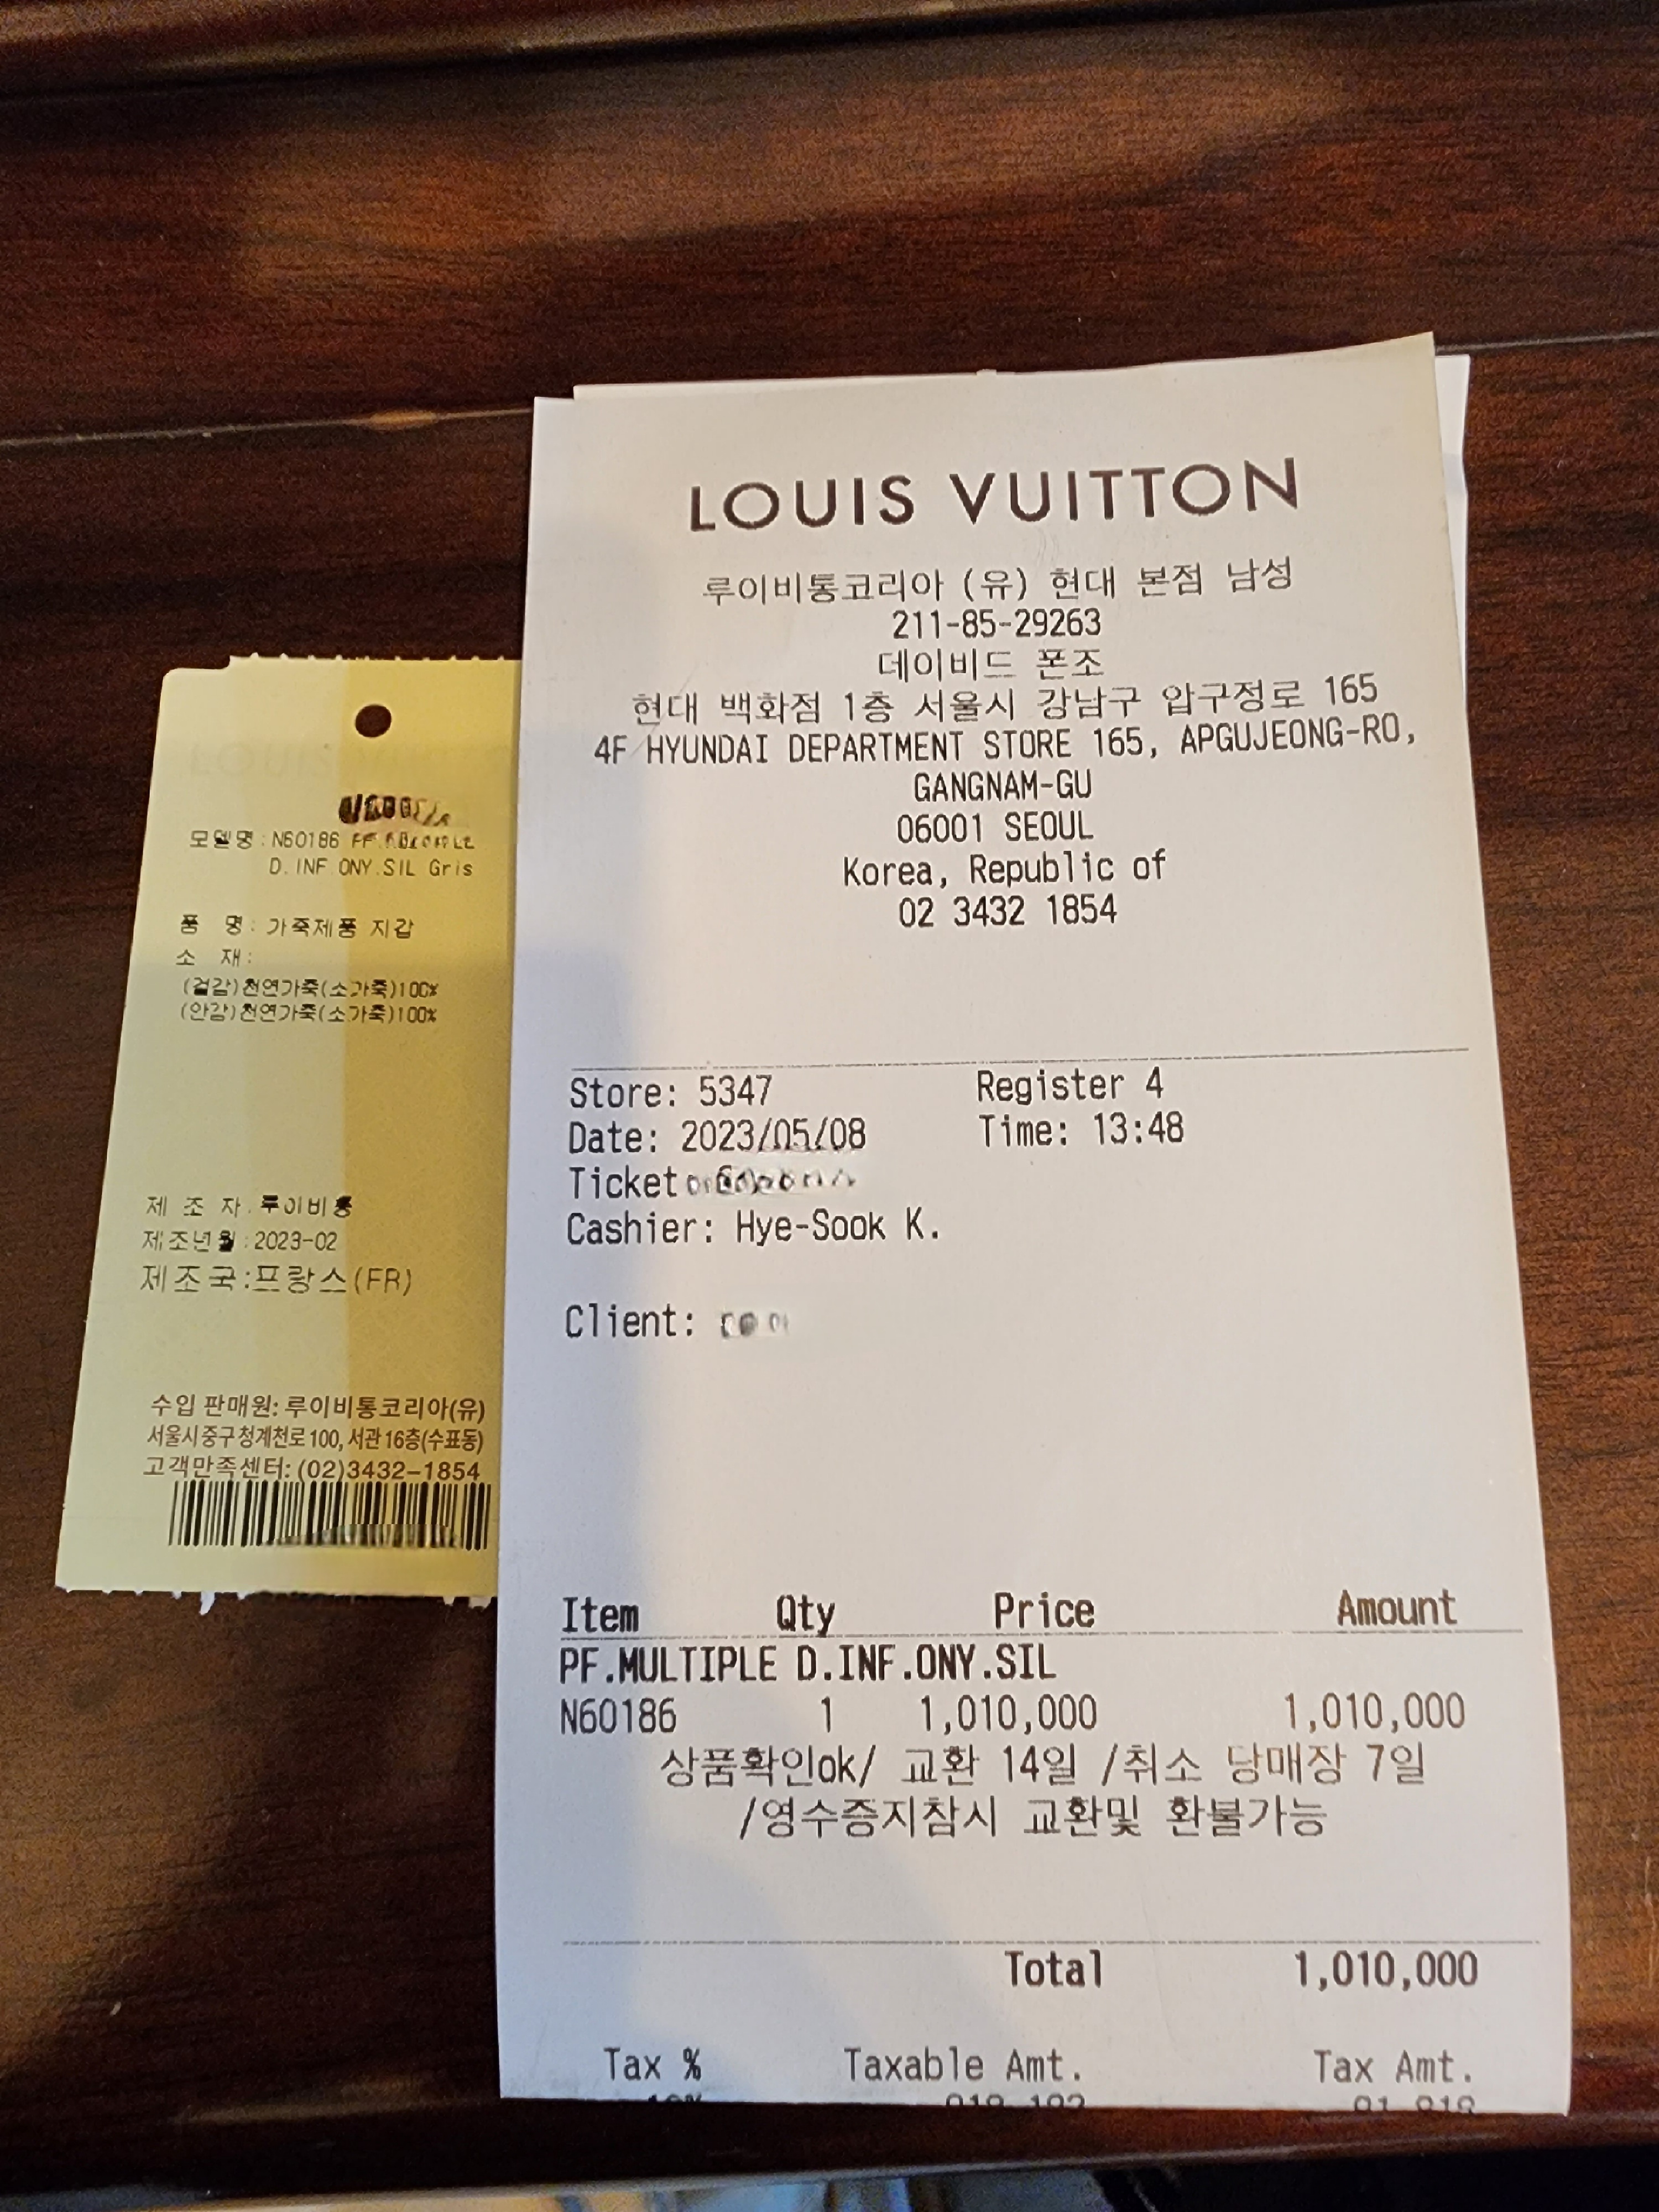 LOUIS VUITTON
루이비통코리아 (유) 현대 본점 남성
211-85-29263
데이비드 폰조
현대 백화점 1층 서울시 강남구 압구정로 165
4F HYUNDAI DEPARTMENT STORE 165, APGUJEONG-RO,
GANGNAM-GU
06001 SEOUL
Korea, Republic of
02 3432 1854
Store: 5347 Register 4
Date: 2023/05/08 Time: 13:48
Ticket
Cashier: Hye-Sook K.
Client:
Item Qty Price Amount
PF.MULTIPLE D.INF.ONY.SIL
N60186 1 1,010,000 1,010,000
상품확인ok/ 교환 14일 /취소 당매장 7일
/영수증지참시 교환및 환불가능
Total 1,010,000
Tax % Taxable Amt. Tax Amt.
모델명 : N60186
D.INF.ONY.SIL Gris
품 명 : 가죽제품 지갑
소 재 :
(겉감)천연가죽(소가죽)100%
(안감)천연가죽(소가죽)100%
제 조 자 : 루이비통
제조년월 : 2023-02
제조국:프랑스(FR)
수입 판매원: 루이비통코리아(유)
서울시중구청계천로 100, 서관 16층(수표동)
고객만족센터: (02)3432-1854